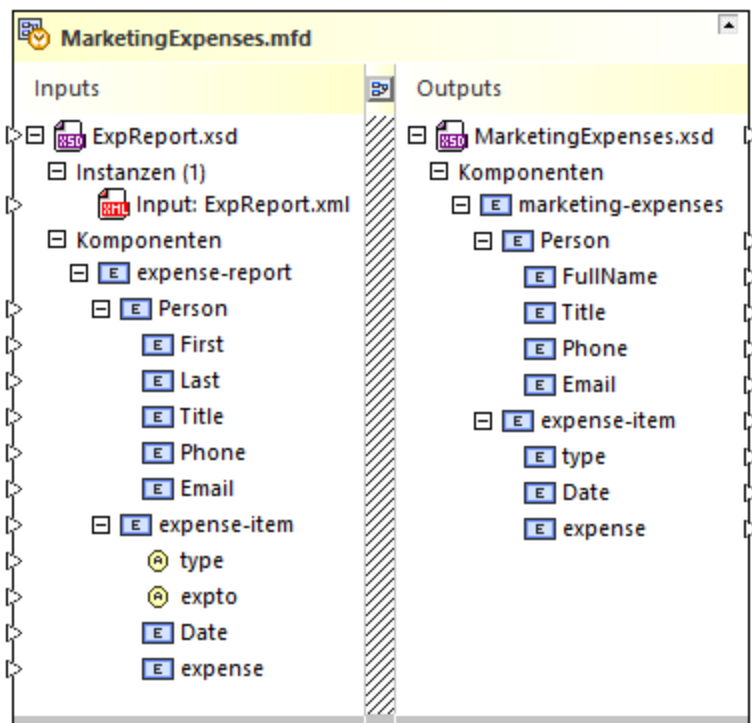 MarketingExpenses.mfd
Inputs
ExpReport.xsd
Instanzen (1)
Input: ExpReport.xml
Komponenten
expense-report
Person
First
Last
Title
Phone
Email
expense-item
type
expto
Date
expense
Outputs
MarketingExpenses.xsd
Komponenten
marketing-expenses
Person
FullName
Title
Phone
Email
expense-item
type
Date
expense